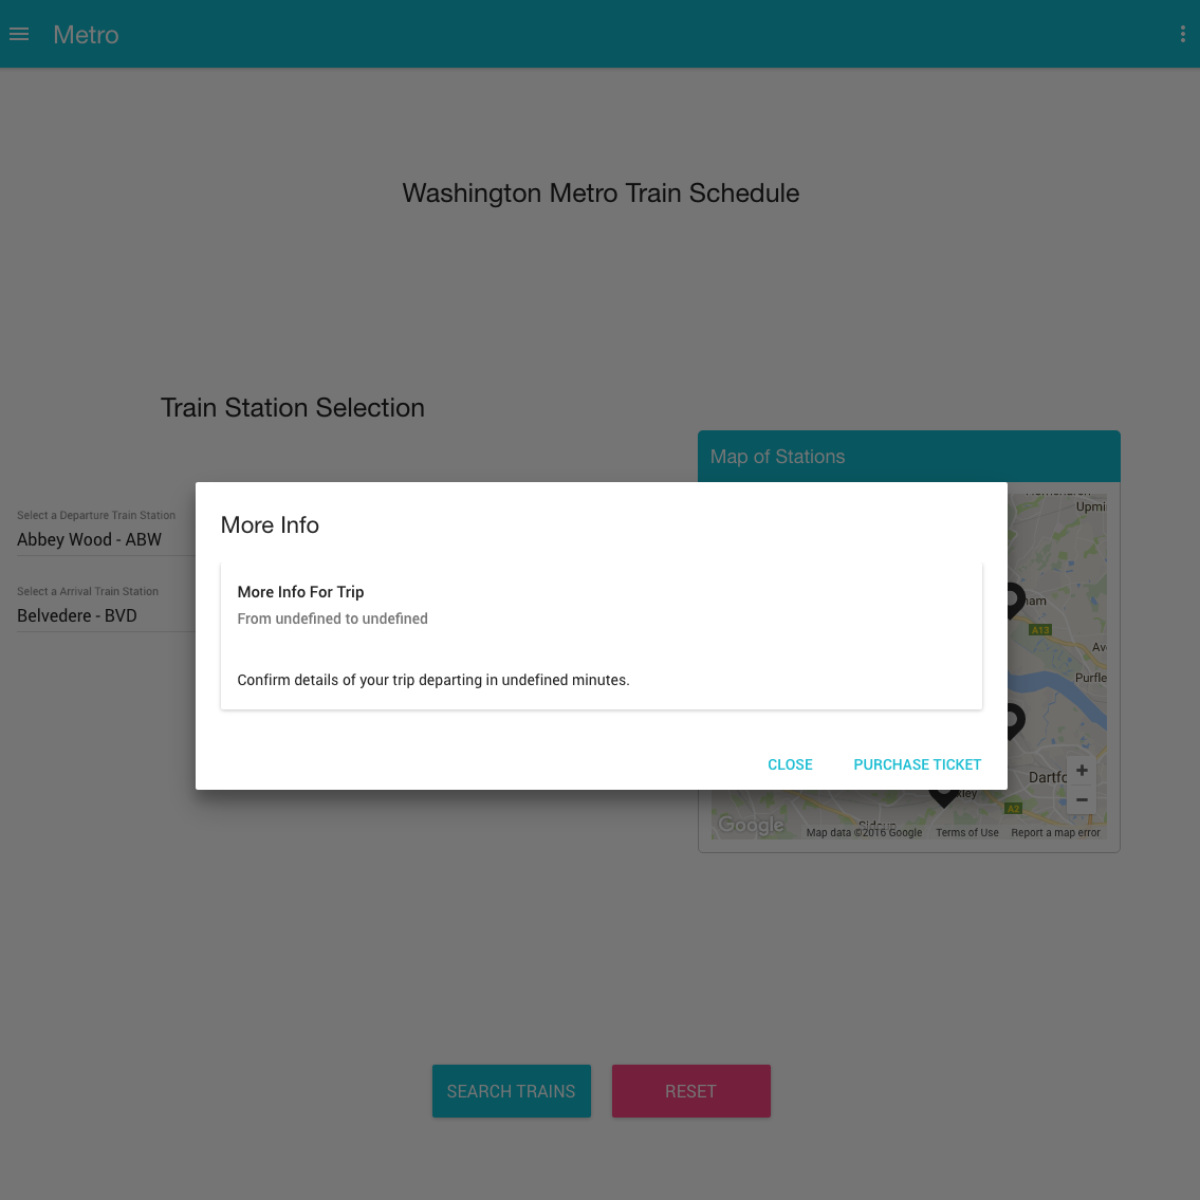 Metro
Washington Metro Train Schedule
Train Station Selection
Select a Departure Train Station
Abbey Wood - ABW
Select a Arrival Train Station
Belvedere - BVD
Map of Stations
Upmi
ham
A13
Av
Purfle
Dartfo
xley
A2
Google
Map data ©2016 Google
Terms of Use
Report a map error
More Info
More Info For Trip
From undefined to undefined
Confirm details of your trip departing in undefined minutes.
CLOSE
PURCHASE TICKET
SEARCH TRAINS
RESET